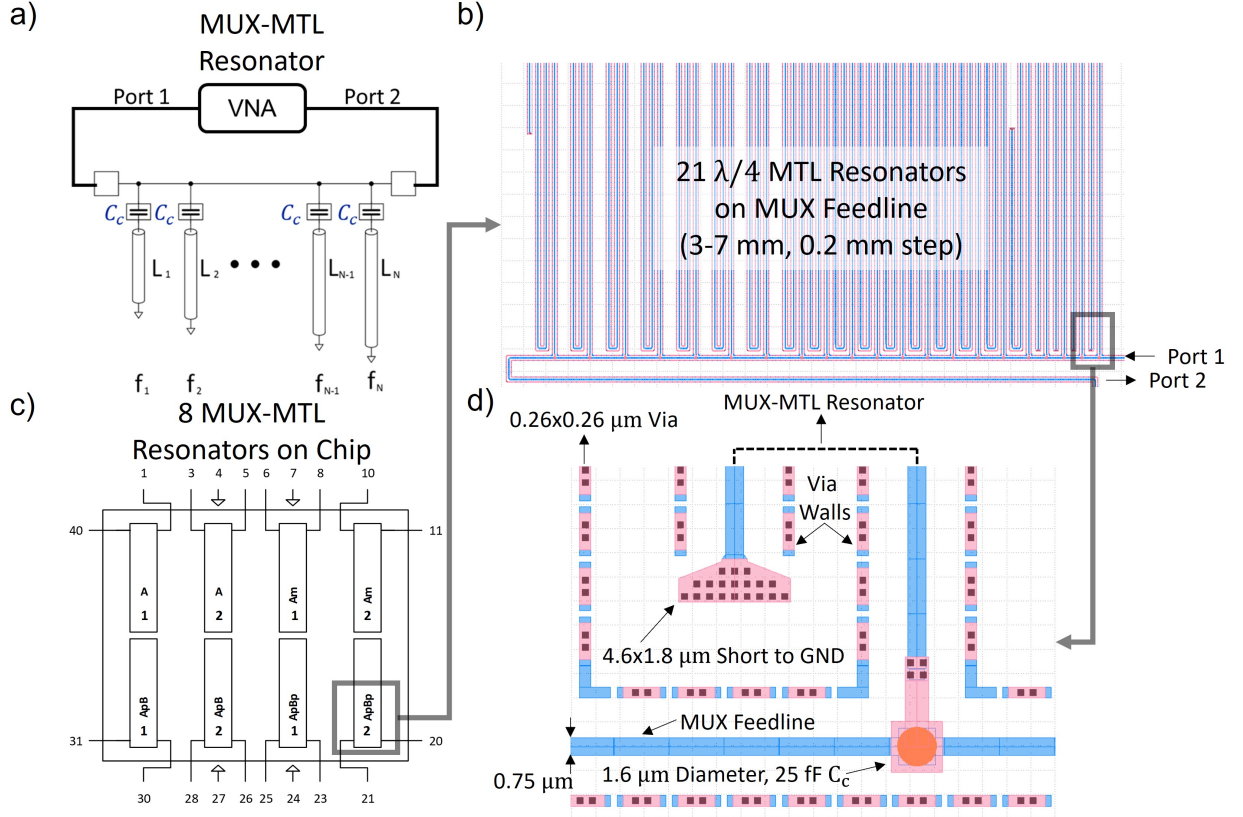 a)
MUX-MTL
Resonator
Port 1
VNA
Port 2
Cc Cc Cc Cc
L1 L2 LN-1 LN
f1 f2 fN-1 fN
b)
21 λ/4 MTL Resonators
on MUX Feedline
(3-7 mm, 0.2 mm step)
Port 1
Port 2
c)
8 MUX-MTL
Resonators on Chip
1 3 4 5 6 7 8 10
40 11
A 1
A 2
Am 1
Am 2
ApB 1
ApB 2
ApBp 1
ApBp 2
31 20
30 28 27 26 25 24 23 21
d)
MUX-MTL Resonator
0.26x0.26 μm Via
Via
Walls
4.6x1.8 μm Short to GND
MUX Feedline
0.75 μm
1.6 μm Diameter, 25 fF Cc